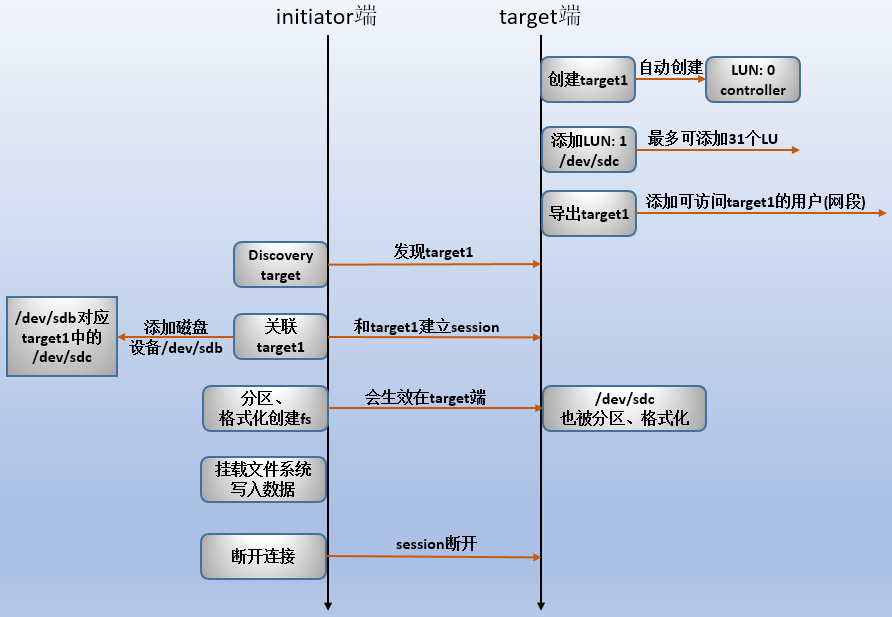 initiator端
target端
创建target1
自动创建
LUN: 0
controller
添加LUN: 1
/dev/sdc
最多可添加31个LU
导出target1
添加可访问target1的用户(网段)
Discovery
target
发现target1
/dev/sdb对应
target1中的
/dev/sdc
添加磁盘
设备/dev/sdb
关联
target1
和target1建立session
分区、
格式化创建fs
会生效在target端
/dev/sdc
也被分区、格式化
挂载文件系统
写入数据
断开连接
session断开